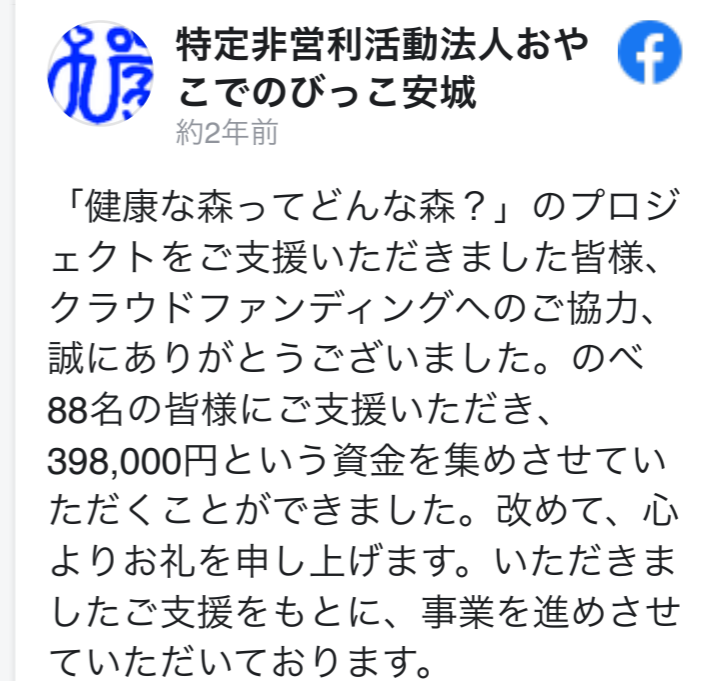 特定非営利活動法人おや
こでのびっこ安城
約2年前
「健康な森ってどんな森？」のプロジ
ェクトをご支援いただきました皆様、
クラウドファンディングへのご協力、
誠にありがとうございました。のべ
88名の皆様にご支援いただき、
398,000円という資金を集めさせてい
ただくことができました。改めて、心
よりお礼を申し上げます。いただきま
したご支援をもとに、事業を進めさせ
ていただいております。